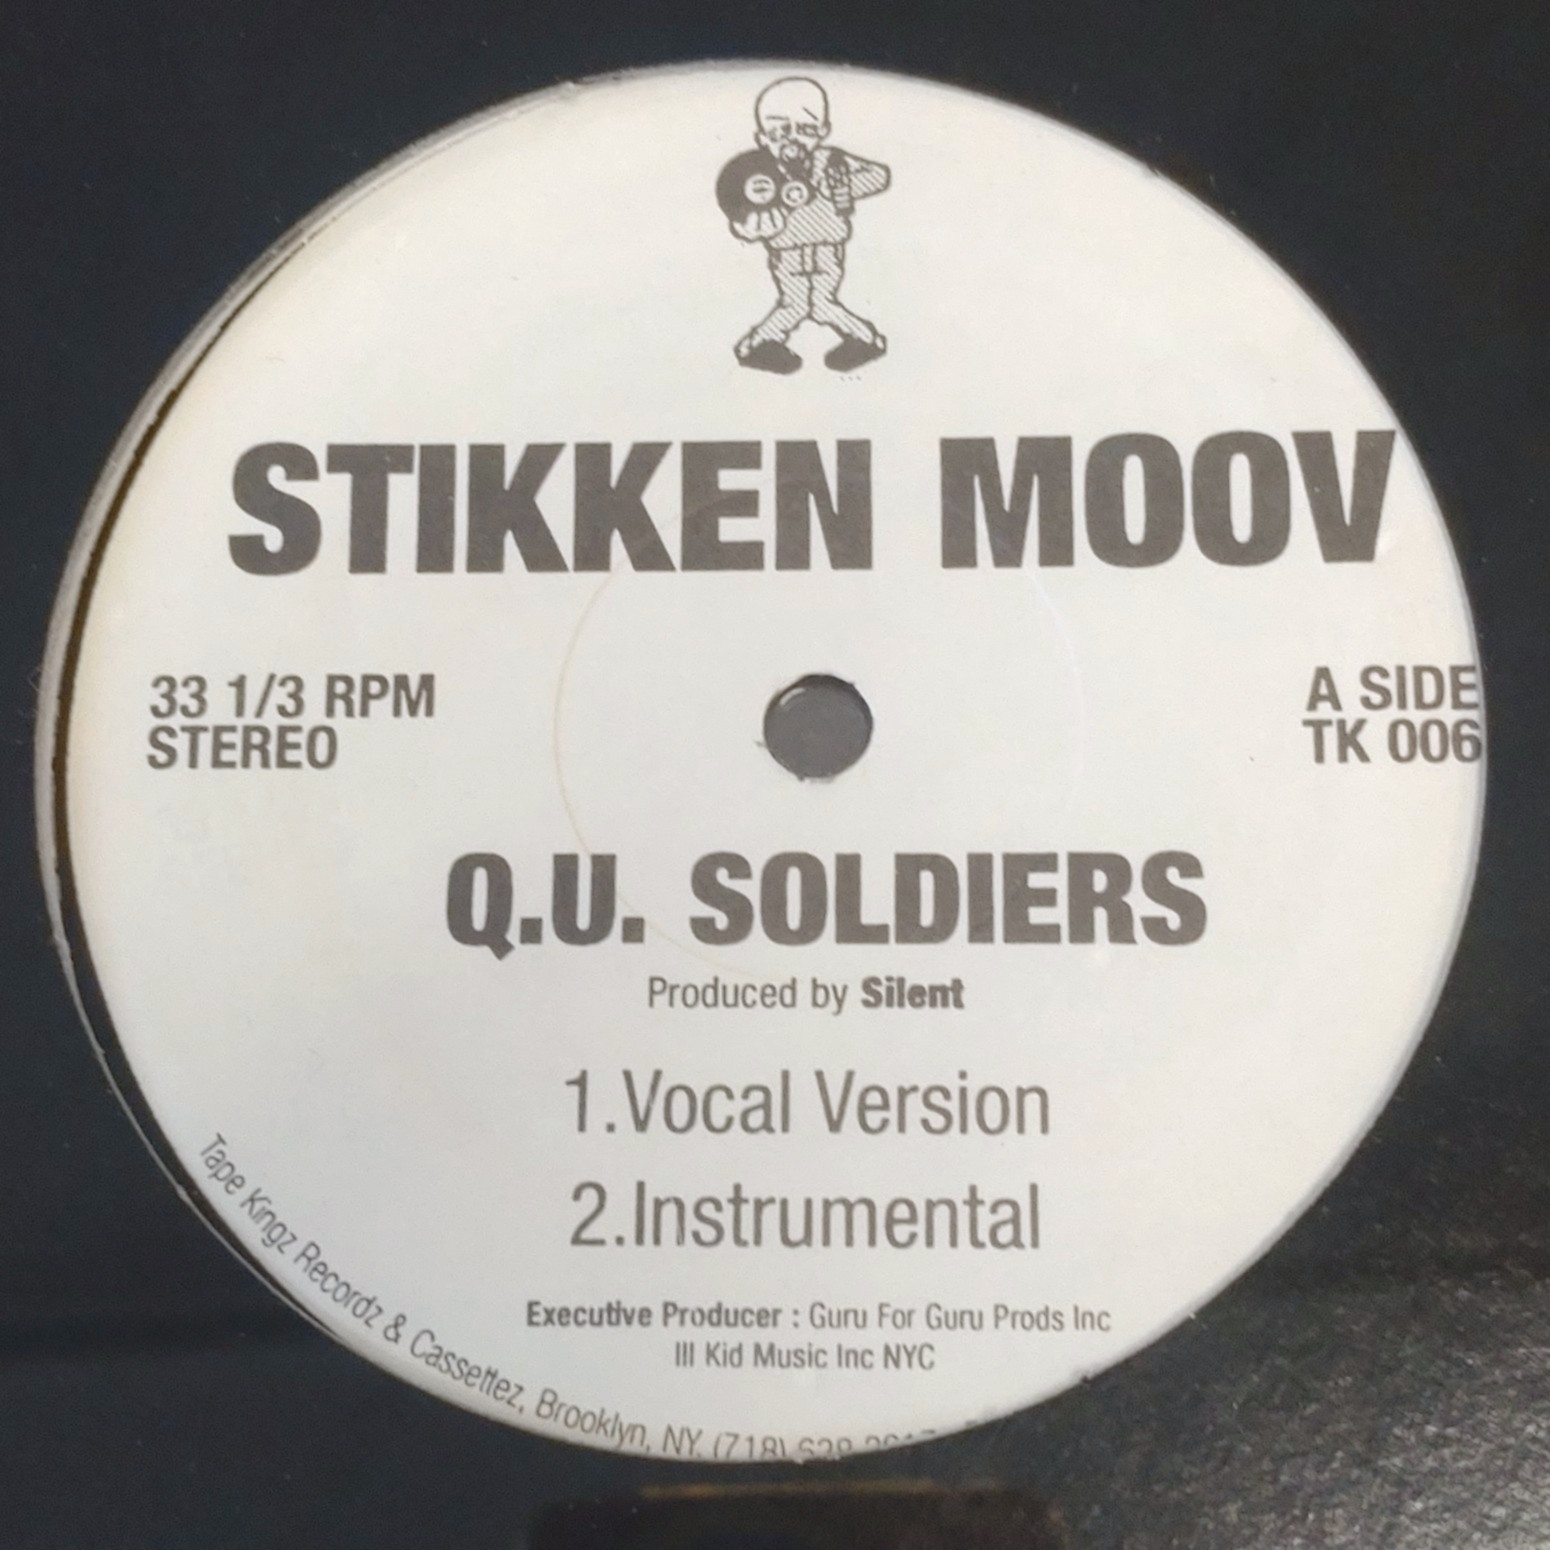 STIKKEN MOOV
33 1/3 RPM
STEREO
A SIDE
TK 006
Q.U. SOLDIERS
Produced by Silent
1.Vocal Version
2.Instrumental
Executive Producer : Guru For Guru Prods Inc
Ill Kid Music Inc NYC
Tape Kingz Recordz & Cassettez, Brooklyn, NY. (718)